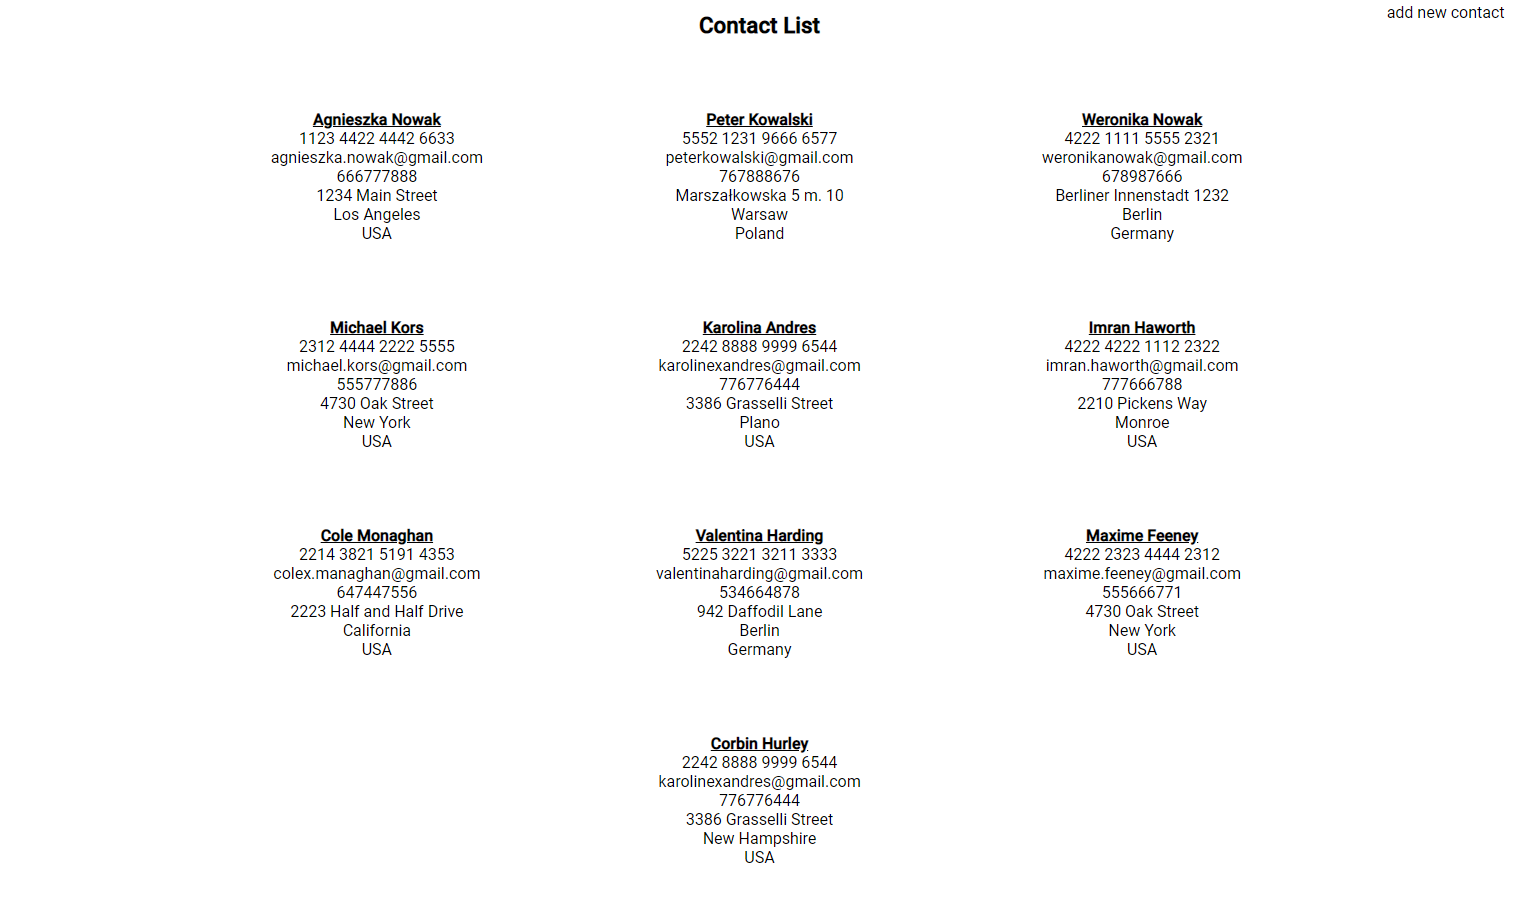 add new contact
Contact List
Agnieszka Nowak
1123 4422 4442 6633
agnieszka.nowak@gmail.com
666777888
1234 Main Street
Los Angeles
USA
Peter Kowalski
5552 1231 9666 6577
peterkowalski@gmail.com
767888676
Marszałkowska 5 m. 10
Warsaw
Poland
Weronika Nowak
4222 1111 5555 2321
weronikanowak@gmail.com
678987666
Berliner Innenstadt 1232
Berlin
Germany
Michael Kors
2312 4444 2222 5555
michael.kors@gmail.com
555777886
4730 Oak Street
New York
USA
Karolina Andres
2242 8888 9999 6544
karolinexandres@gmail.com
776776444
3386 Grasselli Street
Plano
USA
Imran Haworth
4222 4222 1112 2322
imran.haworth@gmail.com
777666788
2210 Pickens Way
Monroe
USA
Cole Monaghan
2214 3821 5191 4353
colex.managhan@gmail.com
647447556
2223 Half and Half Drive
California
USA
Valentina Harding
5225 3221 3211 3333
valentinaharding@gmail.com
534664878
942 Daffodil Lane
Berlin
Germany
Maxime Feeney
4222 2323 4444 2312
maxime.feeney@gmail.com
555666771
4730 Oak Street
New York
USA
Corbin Hurley
2242 8888 9999 6544
karolinexandres@gmail.com
776776444
3386 Grasselli Street
New Hampshire
USA